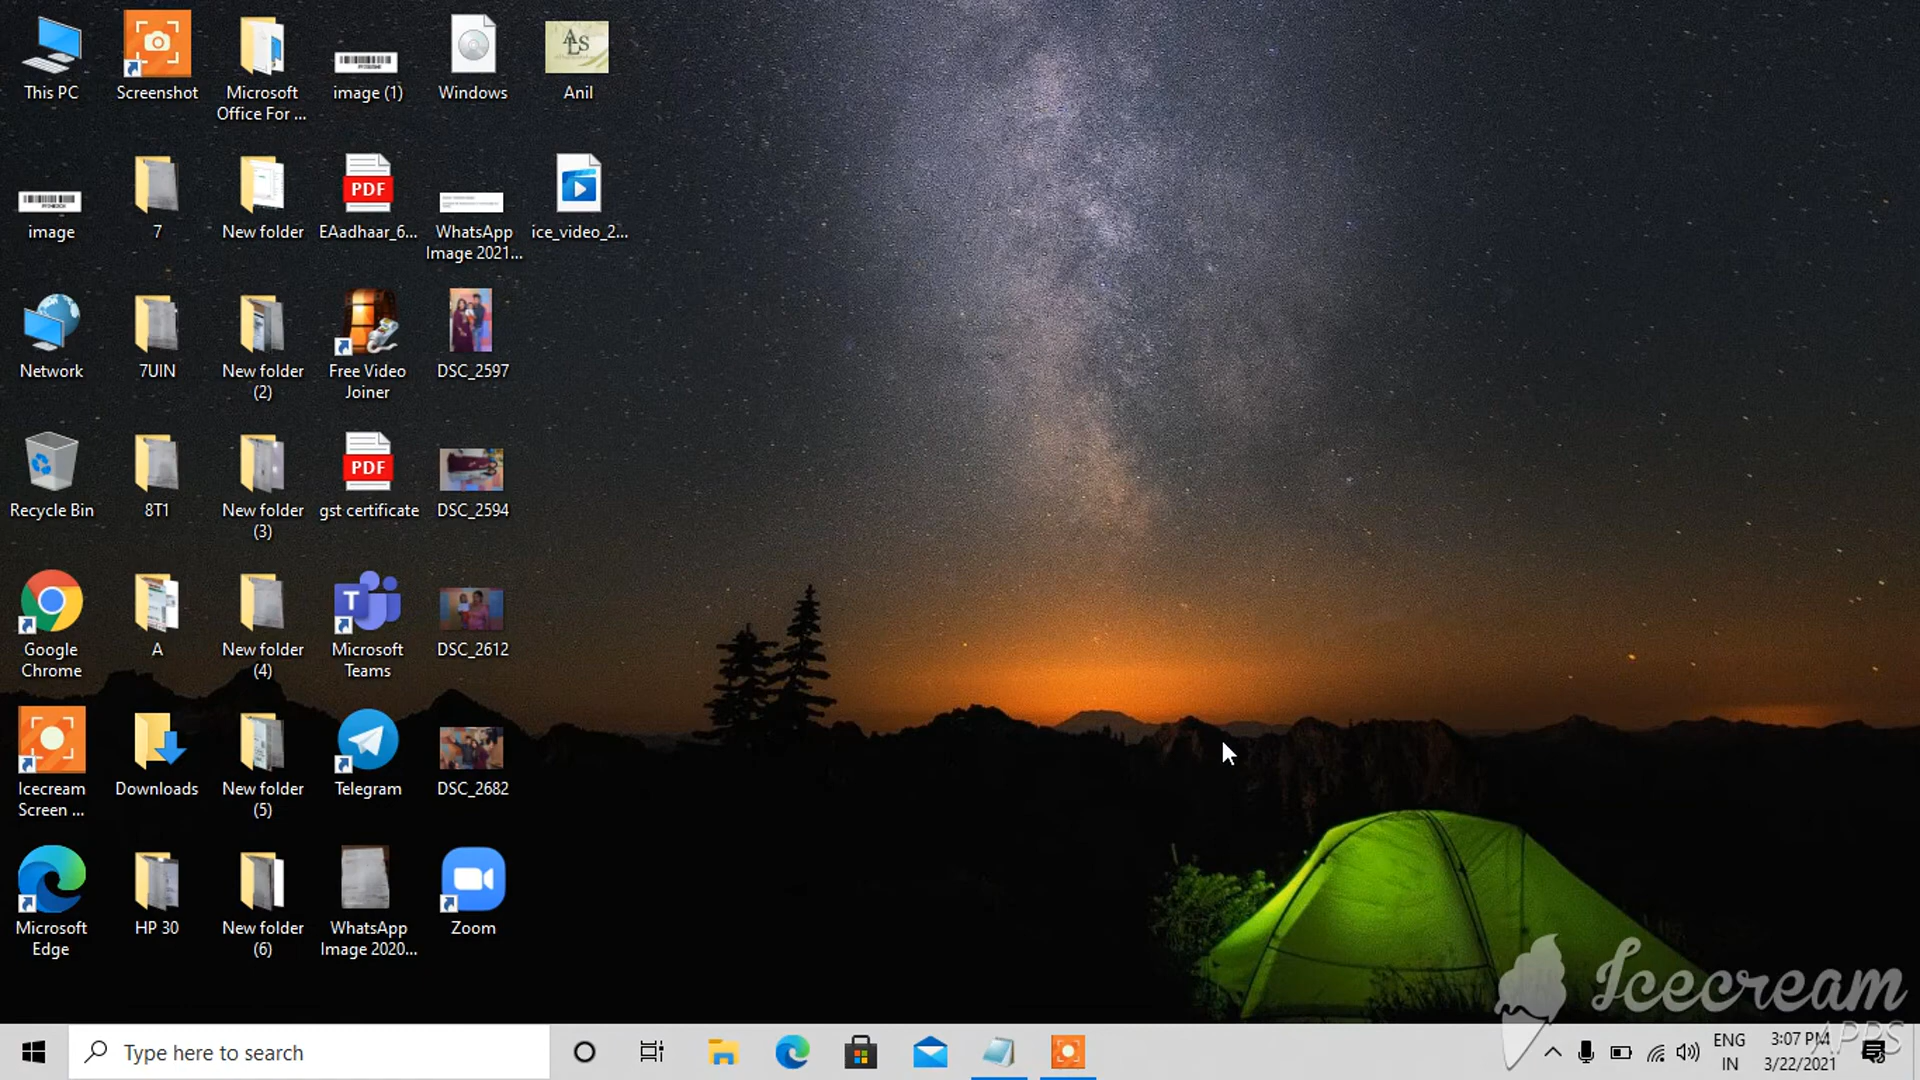 This PC
Screenshot
Microsoft
Office For ...
image (1)
Windows
ALS
Anil
image
7
New folder
PDF
EAadhaar_6...
WhatsApp
Image 2021...
ice_video_2...
Network
7UIN
New folder
(2)
Free Video
Joiner
DSC_2597
Recycle Bin
8T1
New folder
(3)
PDF
gst certificate
DSC_2594
Google
Chrome
A
New folder
(4)
T
Microsoft
Teams
DSC_2612
Icecream
Screen ...
Downloads
New folder
(5)
Telegram
DSC_2682
Microsoft
Edge
HP 30
New folder
(6)
WhatsApp
Image 2020...
Zoom
Icecream
APPS
Type here to search
ENG
IN
3:07 PM
3/22/2021